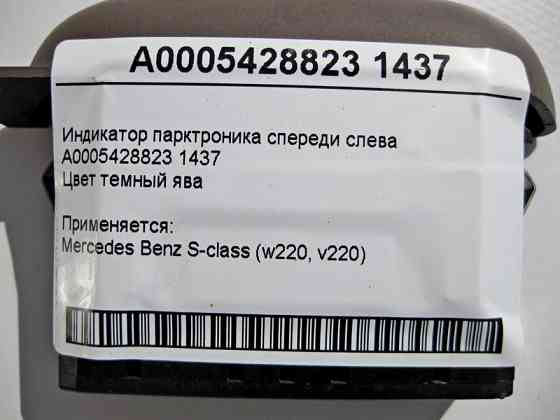 A0005428823 1437
Индикатор парктроника спереди слева
A0005428823 1437
Цвет темный ява
Применяется:
Mercedes Benz S-class (w220, v220)